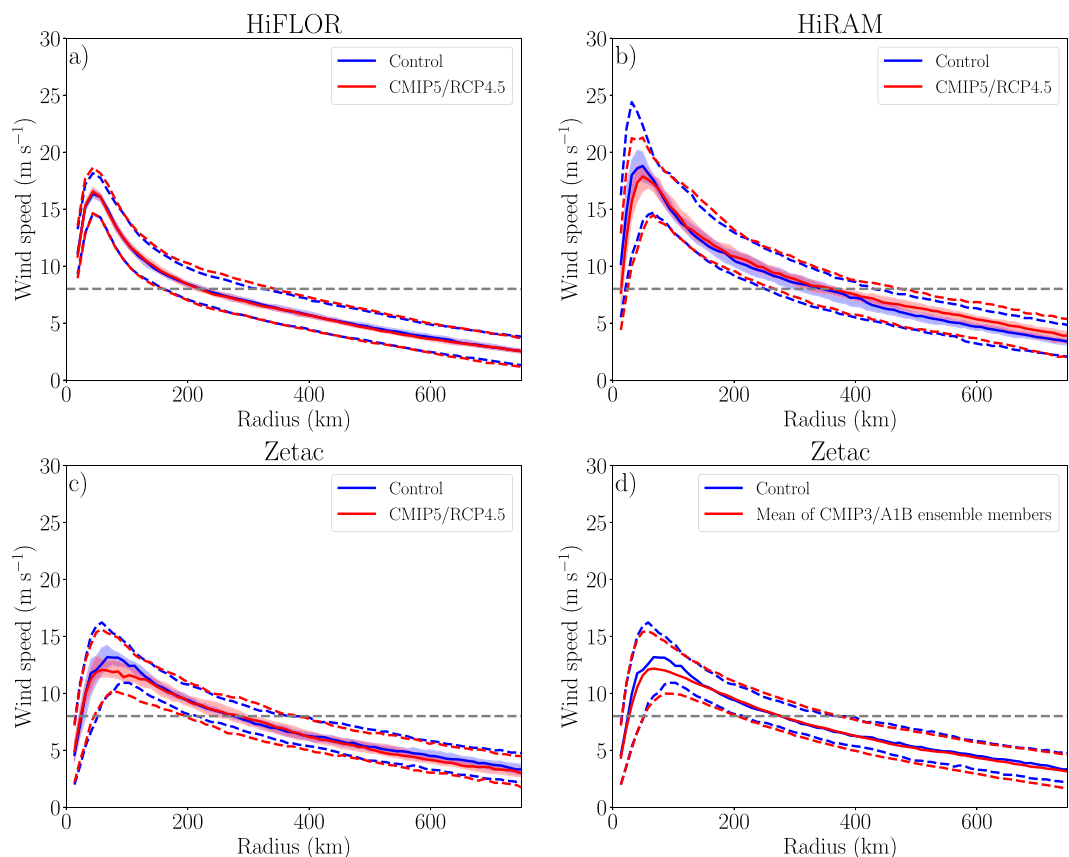 HiFLOR
a)
Control
CMIP5/RCP4.5
30
25
20
15
10
5
0
Wind speed (m s⁻¹)
0 200 400 600
Radius (km)
HiRAM
b)
Control
CMIP5/RCP4.5
30
25
20
15
10
5
0
Wind speed (m s⁻¹)
0 200 400 600
Radius (km)
Zetac
c)
Control
CMIP5/RCP4.5
30
25
20
15
10
5
0
Wind speed (m s⁻¹)
0 200 400 600
Radius (km)
Zetac
d)
Control
Mean of CMIP3/A1B ensemble members
30
25
20
15
10
5
0
Wind speed (m s⁻¹)
0 200 400 600
Radius (km)